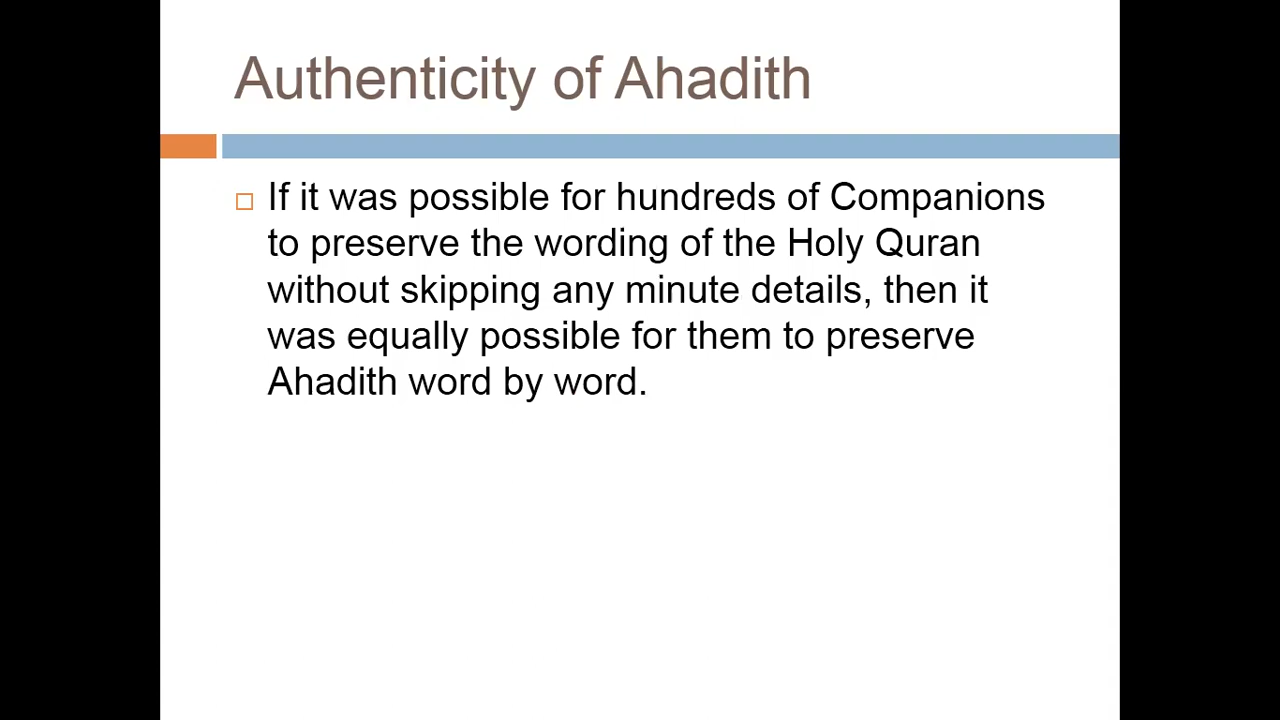 Authenticity of Ahadith
If it was possible for hundreds of Companions
to preserve the wording of the Holy Quran
without skipping any minute details, then it
was equally possible for them to preserve
Ahadith word by word.